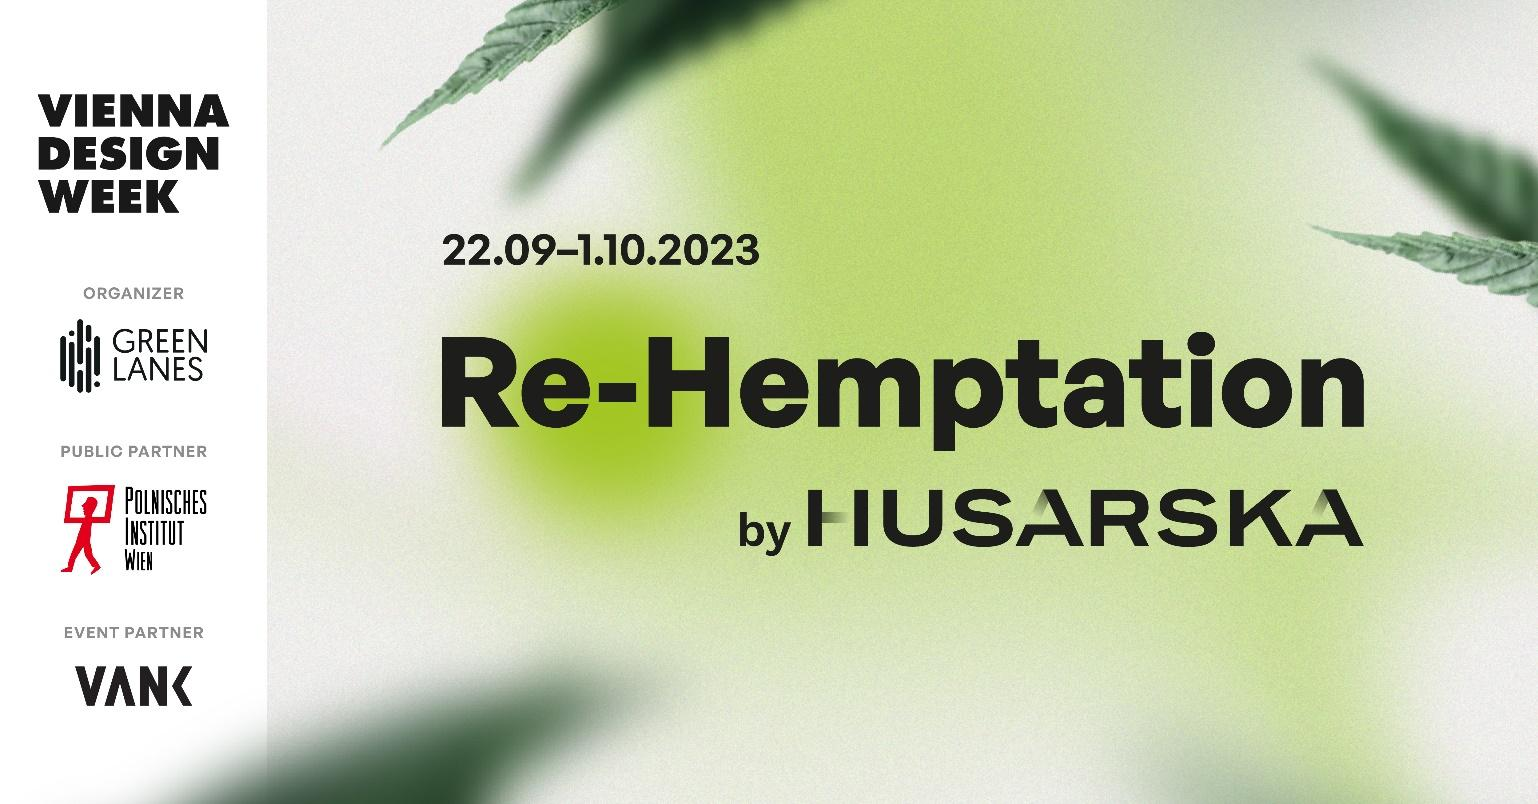 VIENNA
DESIGN
WEEK
ORGANIZER
GREEN
LANES
PUBLIC PARTNER
POLNISCHES
INSTITUT
WIEN
EVENT PARTNER
VANK
22.09–1.10.2023
Re-Hemptation
by HUSARSKA